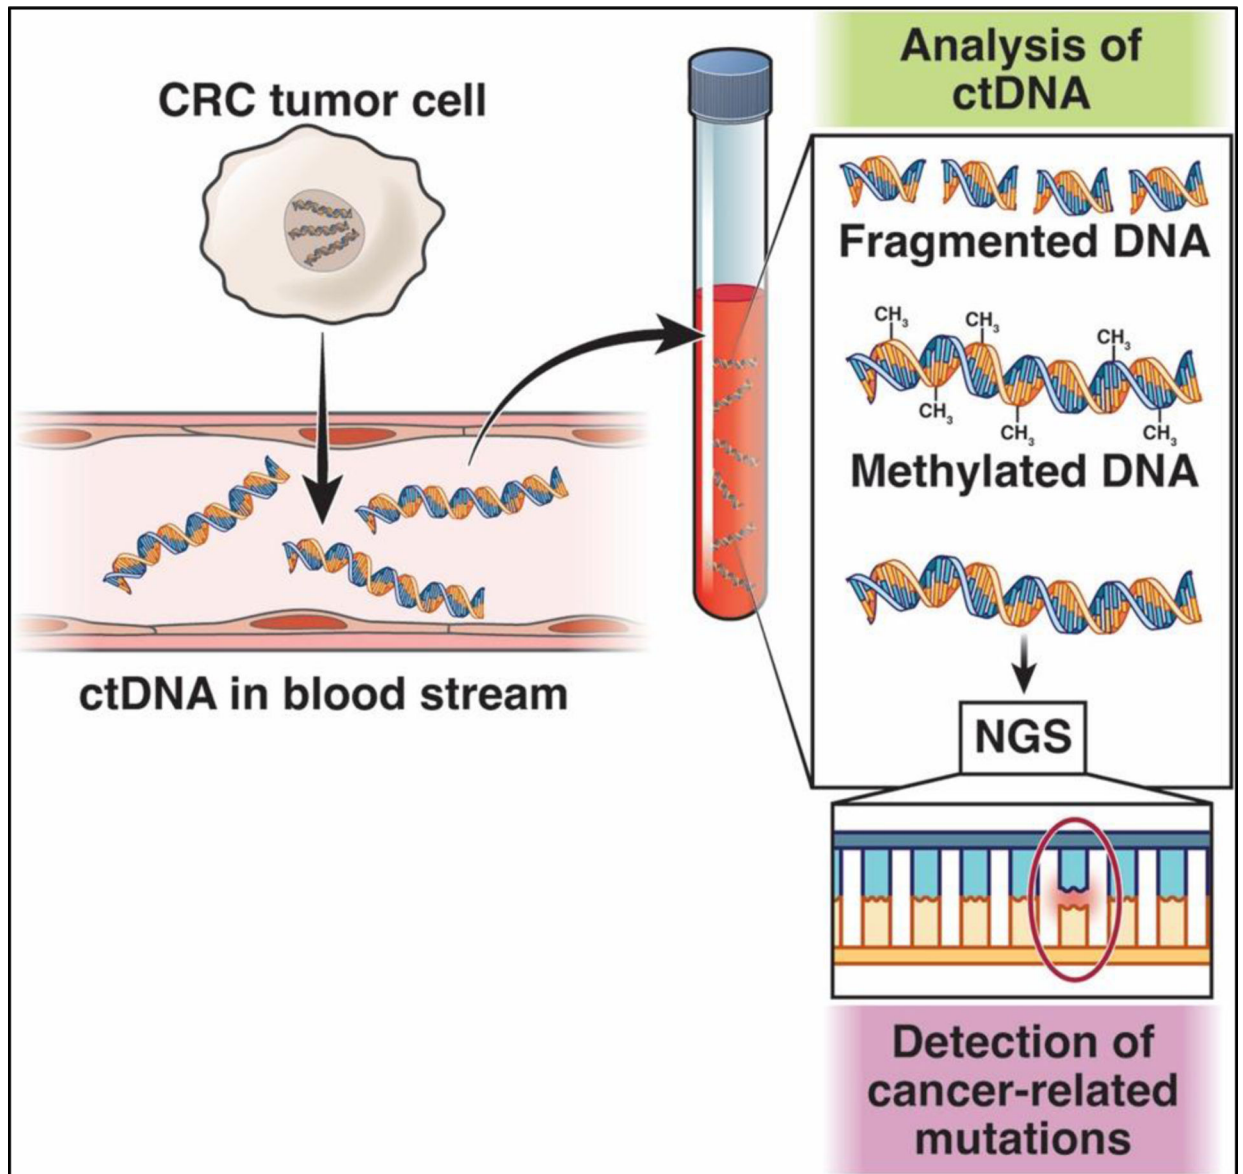 CRC tumor cell
ctDNA in blood stream
Analysis of
ctDNA
Fragmented DNA
CH₃
CH₃
CH₃
CH₃
CH₃
CH₃
Methylated DNA
NGS
Detection of
cancer-related
mutations